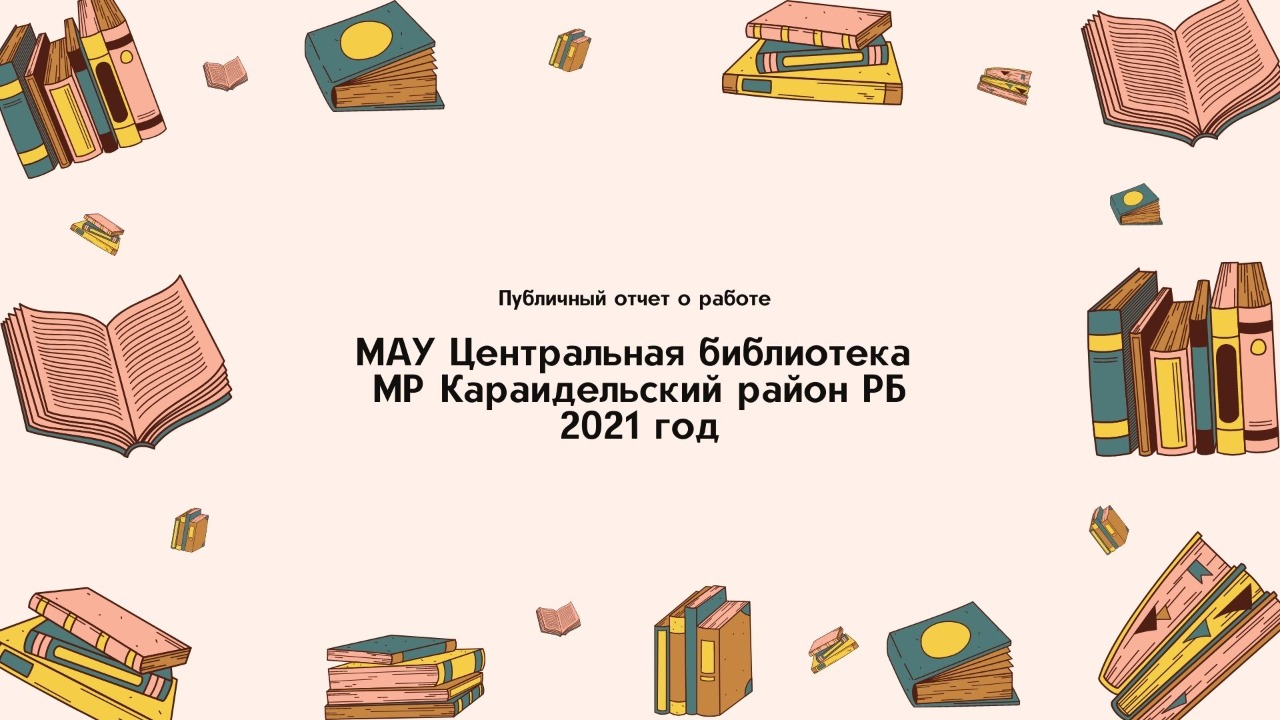 Публичный отчет о работе
МАУ Центральная библиотека
МР Караидельский район РБ
2021 год